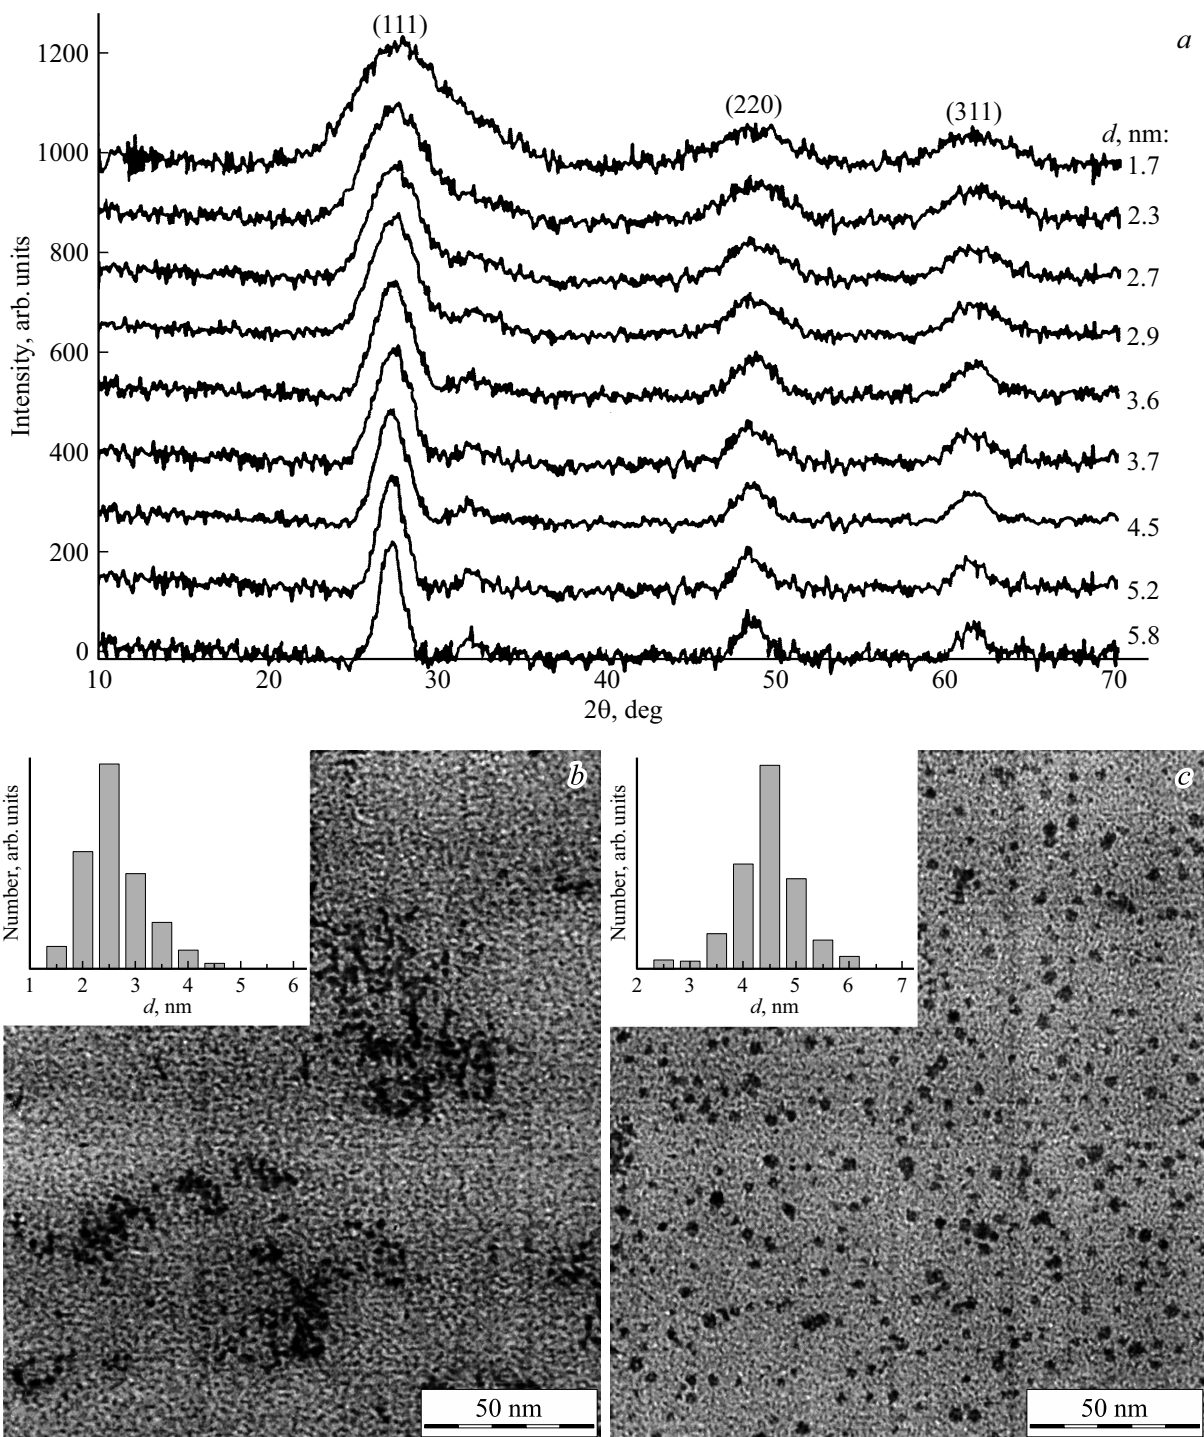 a
(111)
(220)
(311)
d, nm:
1.7
2.3
2.7
2.9
3.6
3.7
4.5
5.2
5.8
Intensity, arb. units
1200
1000
800
600
400
200
0
10 20 30 40 50 60 70
2θ, deg
b
Number, arb. units
1 2 3 4 5 6
d, nm
50 nm
c
Number, arb. units
2 3 4 5 6 7
d, nm
50 nm